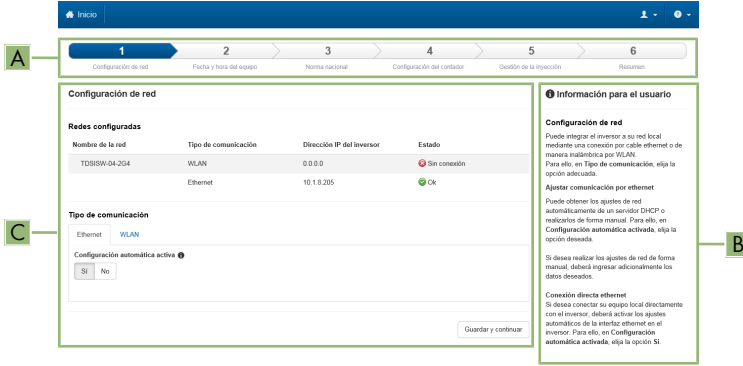 Inicio
A
1 2 3 4 5 6
Configuración de red Fecha y hora del equipo Norma nacional Configuración del contador Gestión de la inyección Resumen
C
Configuración de red
Redes configuradas
Nombre de la red Tipo de comunicación Dirección IP del inversor Estado
TDSISW-04-2G4 WLAN 0.0.0.0 Sin conexión
Ethernet 10.1.8.205 Ok
Tipo de comunicación
Ethernet WLAN
Configuración automática activa
Sí No
Guardar y continuar
B
Información para el usuario
Configuración de red
Puede integrar el inversor a su red local
mediante una conexión por cable ethernet o de
manera inalámbrica por WLAN.
Para ello, en Tipo de comunicación, elija la
opción adecuada.
Ajustar comunicación por ethernet
Puede obtener los ajustes de red
automáticamente de un servidor DHCP o
realizarlos de forma manual. Para ello, en
Configuración automática activada, elija la
opción deseada.
Si desea realizar los ajustes de red de forma
manual, deberá ingresar adicionalmente los
datos deseados.
Conexión directa ethernet
Si desea conectar su equipo local directamente
con el inversor, deberá activar los ajustes
automáticos de la interfaz ethernet en el
inversor. Para ello, en Configuración
automática activada, elija la opción Sí.